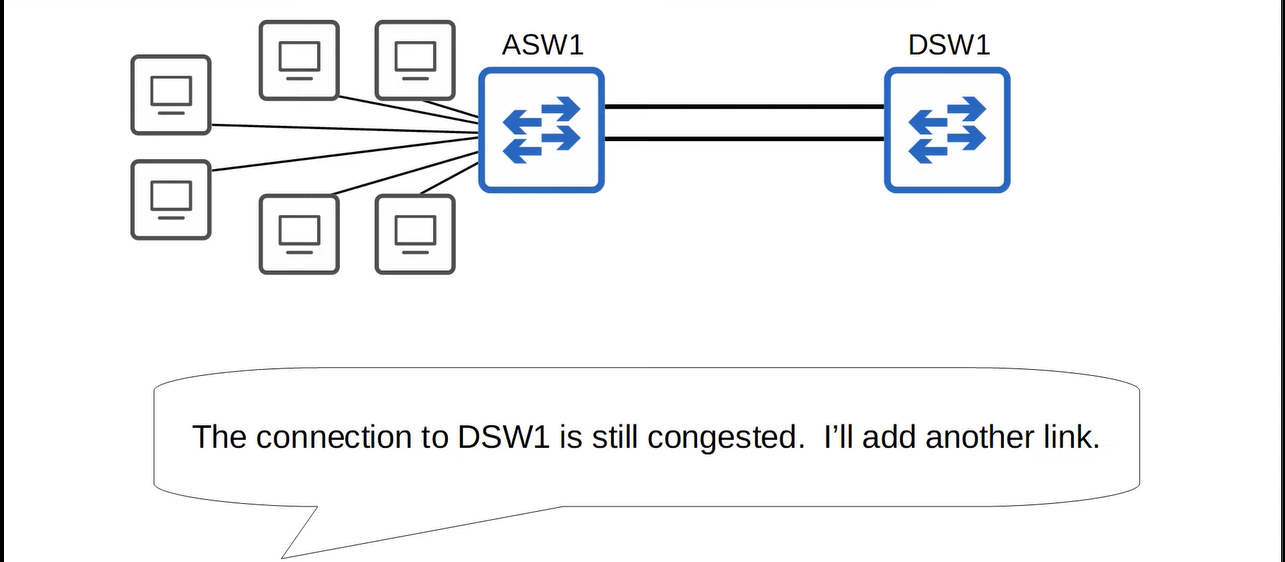 ASW1
DSW1
The connection to DSW1 is still congested.  I’ll add another link.